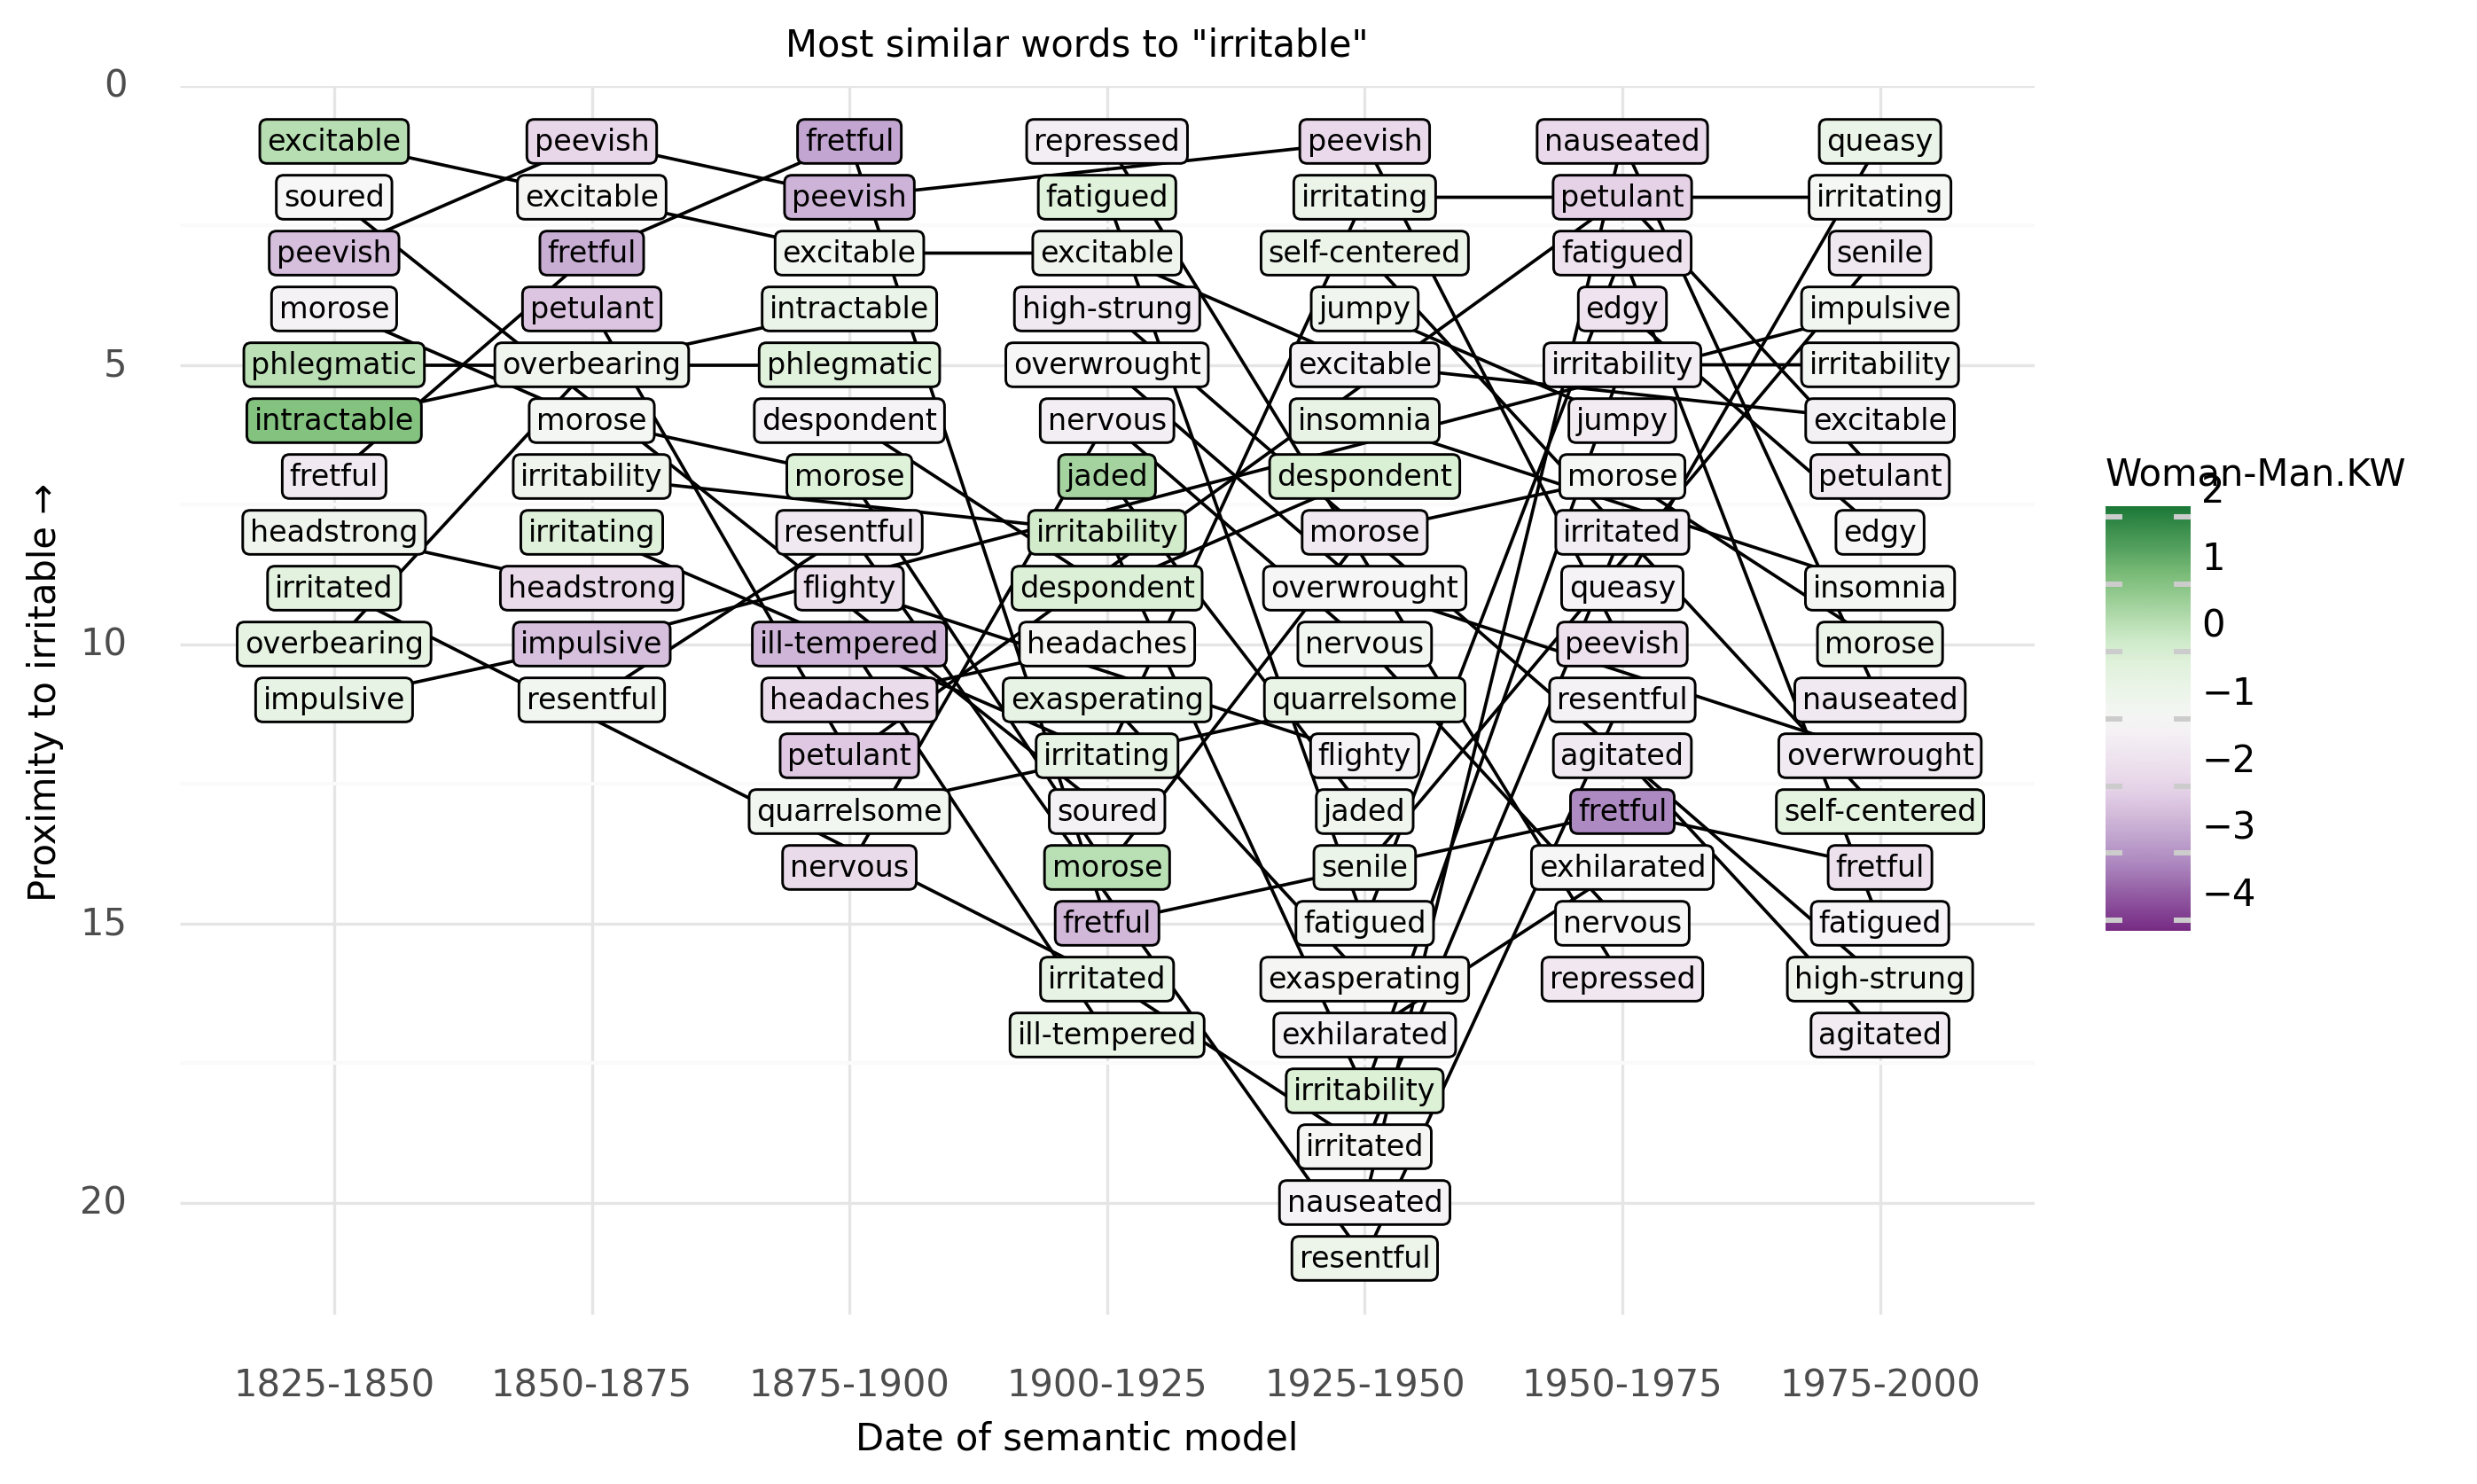 Most similar words to "irritable"
Proximity to irritable →
0
5
10
15
20
excitable
soured
peevish
morose
phlegmatic
intractable
fretful
headstrong
irritated
overbearing
impulsive
peevish
excitable
fretful
petulant
overbearing
morose
irritability
irritating
headstrong
impulsive
resentful
fretful
peevish
excitable
intractable
phlegmatic
despondent
morose
resentful
flighty
ill-tempered
headaches
petulant
quarrelsome
nervous
repressed
fatigued
excitable
high-strung
overwrought
nervous
jaded
irritability
despondent
headaches
exasperating
irritating
soured
morose
fretful
irritated
ill-tempered
peevish
irritating
self-centered
jumpy
excitable
insomnia
despondent
morose
overwrought
nervous
quarrelsome
flighty
jaded
senile
fatigued
exasperating
exhilarated
irritability
irritated
nauseated
resentful
nauseated
petulant
fatigued
edgy
irritability
jumpy
morose
irritated
queasy
peevish
resentful
agitated
fretful
exhilarated
nervous
repressed
queasy
irritating
senile
impulsive
irritability
excitable
petulant
edgy
insomnia
morose
nauseated
overwrought
self-centered
fretful
fatigued
high-strung
agitated
1825-1850
1850-1875
1875-1900
1900-1925
1925-1950
1950-1975
1975-2000
Date of semantic model
Woman-Man.KW
2
1
0
−1
−2
−3
−4